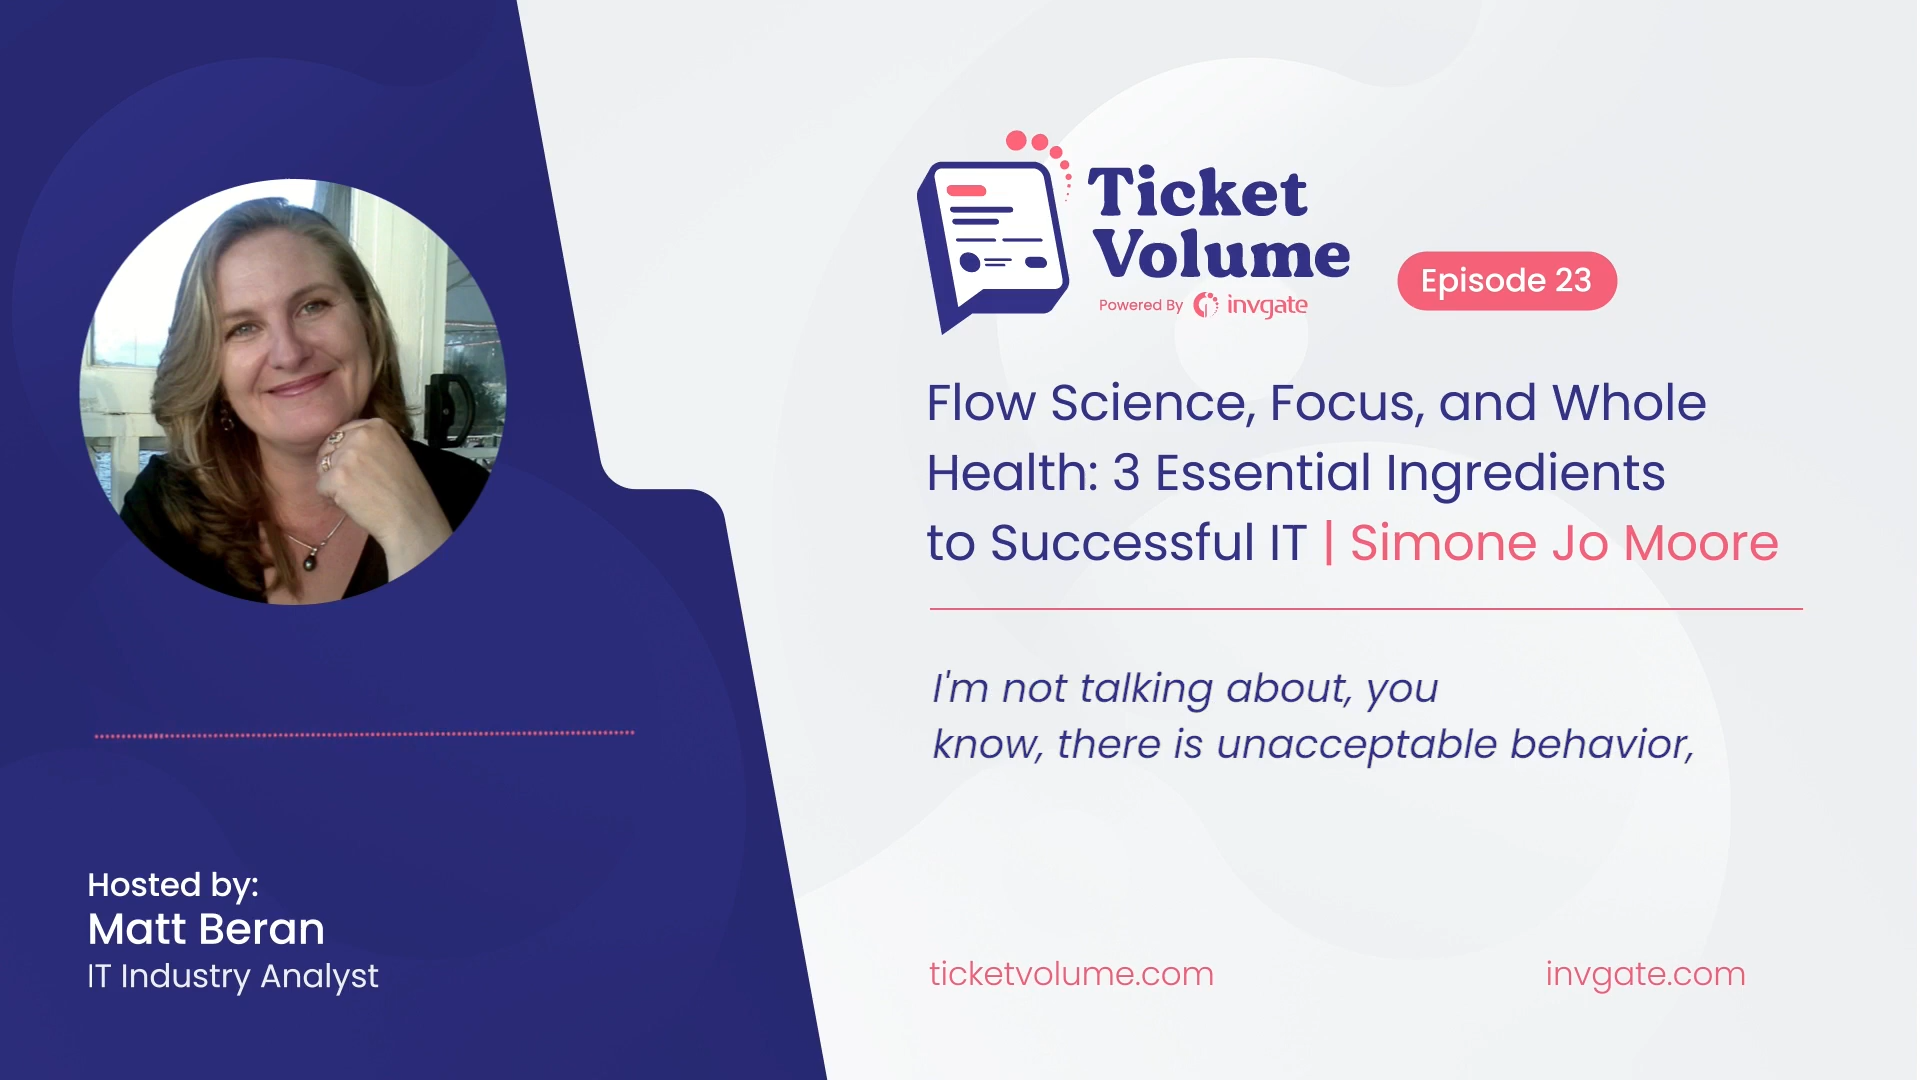 Ticket
Volume
Powered By invgate
Episode 23
Flow Science, Focus, and Whole
Health: 3 Essential Ingredients
to Successful IT | Simone Jo Moore
I'm not talking about, you
know, there is unacceptable behavior,
Hosted by:
Matt Beran
IT Industry Analyst
ticketvolume.com
invgate.com